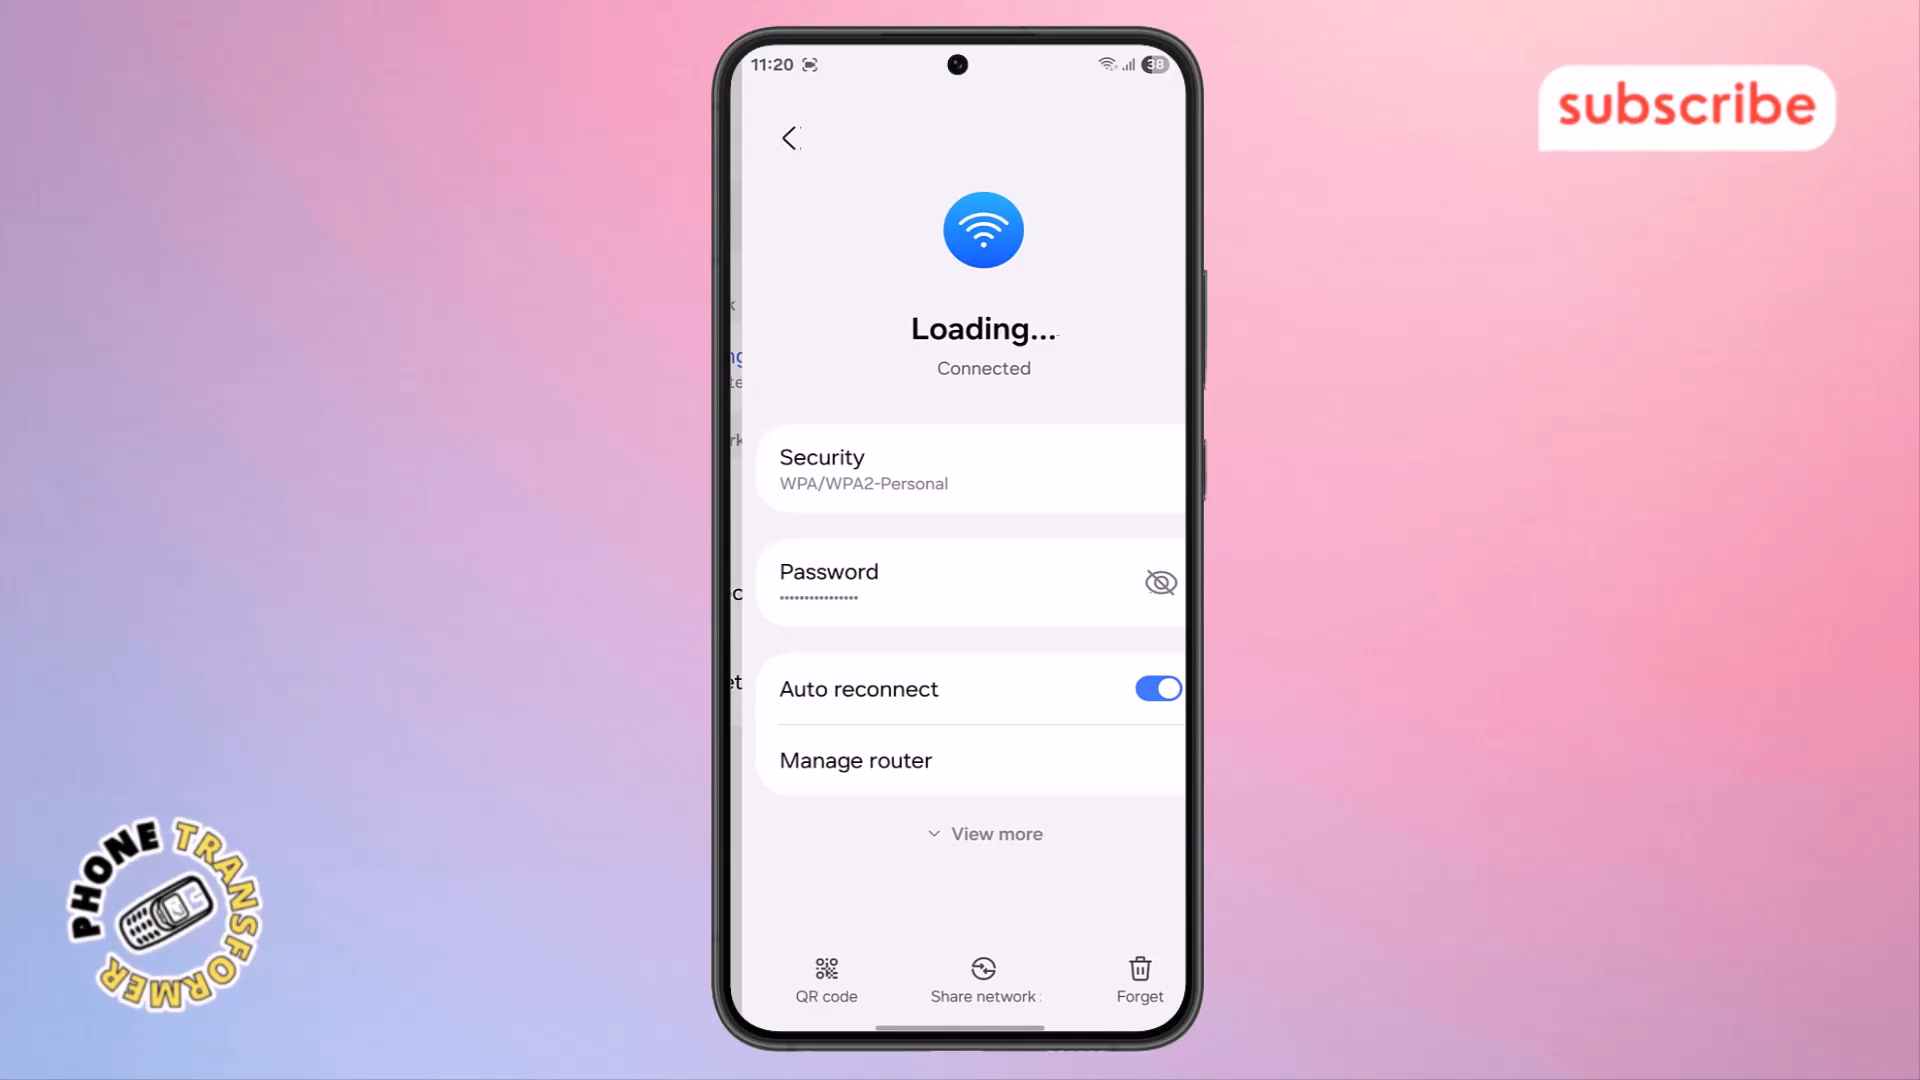 11:20
38
subscribe
Loading...
Connected
Security
WPA/WPA2-Personal
Password
Auto reconnect
Manage router
View more
QR code
Share network
Forget
PHONE TRANSFORMER